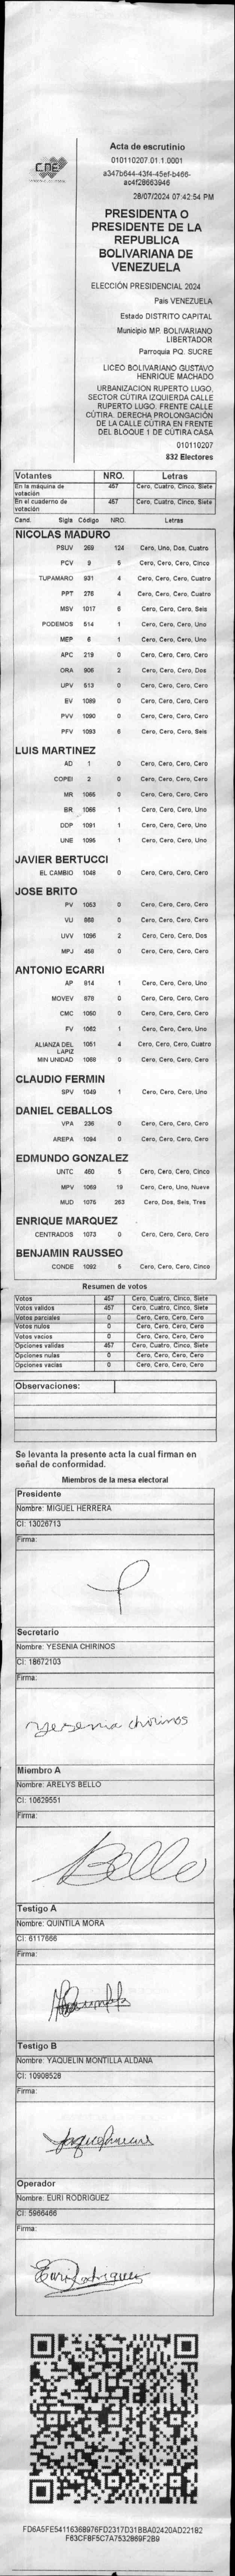 CNE
Acta de escrutinio
010110207.01.1.0001
a347b644-43f4-45ef-b466-
ac4f28663946
28/07/2024 07:42:54 PM
PRESIDENTA O
PRESIDENTE DE LA
REPUBLICA
BOLIVARIANA DE
VENEZUELA
ELECCIÓN PRESIDENCIAL 2024
País VENEZUELA
Estado DISTRITO CAPITAL
Municipio MP. BOLIVARIANO
LIBERTADOR
Parroquia PQ. SUCRE
LICEO BOLIVARIANO GUSTAVO
HENRIQUE MACHADO
URBANIZACION RUPERTO LUGO.
SECTOR CÚTIRA IZQUIERDA CALLE
RUPERTO LUGO. FRENTE CALLE
CÚTIRA. DERECHA PROLONGACIÓN
DE LA CALLE CÚTIRA EN FRENTE
DEL BLOQUE 1 DE CÚTIRA CASA
010110207
832 Electores
Votantes NRO. Letras
En la máquina de votación 457 Cero, Cuatro, Cinco, Siete
En el cuaderno de votación 457 Cero, Cuatro, Cinco, Siete
Cand. Sigla Código NRO. Letras
NICOLAS MADURO
PSUV 269 124 Cero, Uno, Dos, Cuatro
PCV 9 5 Cero, Cero, Cero, Cinco
TUPAMARO 931 4 Cero, Cero, Cero, Cuatro
PPT 276 4 Cero, Cero, Cero, Cuatro
MSV 1017 6 Cero, Cero, Cero, Seis
PODEMOS 514 1 Cero, Cero, Cero, Uno
MEP 6 1 Cero, Cero, Cero, Uno
APC 219 0 Cero, Cero, Cero, Cero
ORA 906 2 Cero, Cero, Cero, Dos
UPV 513 0 Cero, Cero, Cero, Cero
EV 1089 0 Cero, Cero, Cero, Cero
PVV 1090 0 Cero, Cero, Cero, Cero
PFV 1093 6 Cero, Cero, Cero, Seis
LUIS MARTINEZ
AD 1 0 Cero, Cero, Cero, Cero
COPEI 2 0 Cero, Cero, Cero, Cero
MR 1065 0 Cero, Cero, Cero, Cero
BR 1066 1 Cero, Cero, Cero, Uno
DDP 1091 1 Cero, Cero, Cero, Uno
UNE 1095 1 Cero, Cero, Cero, Uno
JAVIER BERTUCCI
EL CAMBIO 1048 0 Cero, Cero, Cero, Cero
JOSE BRITO
PV 1053 0 Cero, Cero, Cero, Cero
VU 868 0 Cero, Cero, Cero, Cero
UVV 1096 2 Cero, Cero, Cero, Dos
MPJ 458 0 Cero, Cero, Cero, Cero
ANTONIO ECARRI
AP 914 1 Cero, Cero, Cero, Uno
MOVEV 878 0 Cero, Cero, Cero, Cero
CMC 1050 0 Cero, Cero, Cero, Cero
FV 1062 1 Cero, Cero, Cero, Uno
ALIANZA DEL LAPIZ 1051 4 Cero, Cero, Cero, Cuatro
MIN UNIDAD 1068 0 Cero, Cero, Cero, Cero
CLAUDIO FERMIN
SPV 1049 1 Cero, Cero, Cero, Uno
DANIEL CEBALLOS
VPA 236 0 Cero, Cero, Cero, Cero
AREPA 1094 0 Cero, Cero, Cero, Cero
EDMUNDO GONZALEZ
UNTC 460 5 Cero, Cero, Cero, Cinco
MPV 1069 19 Cero, Cero, Uno, Nueve
MUD 1075 263 Cero, Dos, Seis, Tres
ENRIQUE MARQUEZ
CENTRADOS 1073 0 Cero, Cero, Cero, Cero
BENJAMIN RAUSSEO
CONDE 1092 5 Cero, Cero, Cero, Cinco
Resumen de votos
Votos 457 Cero, Cuatro, Cinco, Siete
Votos validos 457 Cero, Cuatro, Cinco, Siete
Votos parciales 0 Cero, Cero, Cero, Cero
Votos nulos 0 Cero, Cero, Cero, Cero
Votos vacios 0 Cero, Cero, Cero, Cero
Opciones validas 457 Cero, Cuatro, Cinco, Siete
Opciones nulas 0 Cero, Cero, Cero, Cero
Opciones vacias 0 Cero, Cero, Cero, Cero
Observaciones:
Se levanta la presente acta la cual firman en
señal de conformidad.
Miembros de la mesa electoral
Presidente
Nombre: MIGUEL HERRERA
CI: 13026713
Firma:
Secretario
Nombre: YESENIA CHIRINOS
CI: 18672103
Firma:
yesenia chirinos
Miembro A
Nombre: ARELYS BELLO
CI: 10629551
Firma:
Bello
Testigo A
Nombre: QUINTILA MORA
CI: 6117666
Firma:
Testigo B
Nombre: YAQUELIN MONTILLA ALDANA
CI: 10908528
Firma:
Operador
Nombre: EURI RODRIGUEZ
CI: 5966466
Firma:
Euri Rodriguez
FD6A5FE54116368976FD2317D31BBA02420AD22182
F63CF8F5C7A7532869F2B9